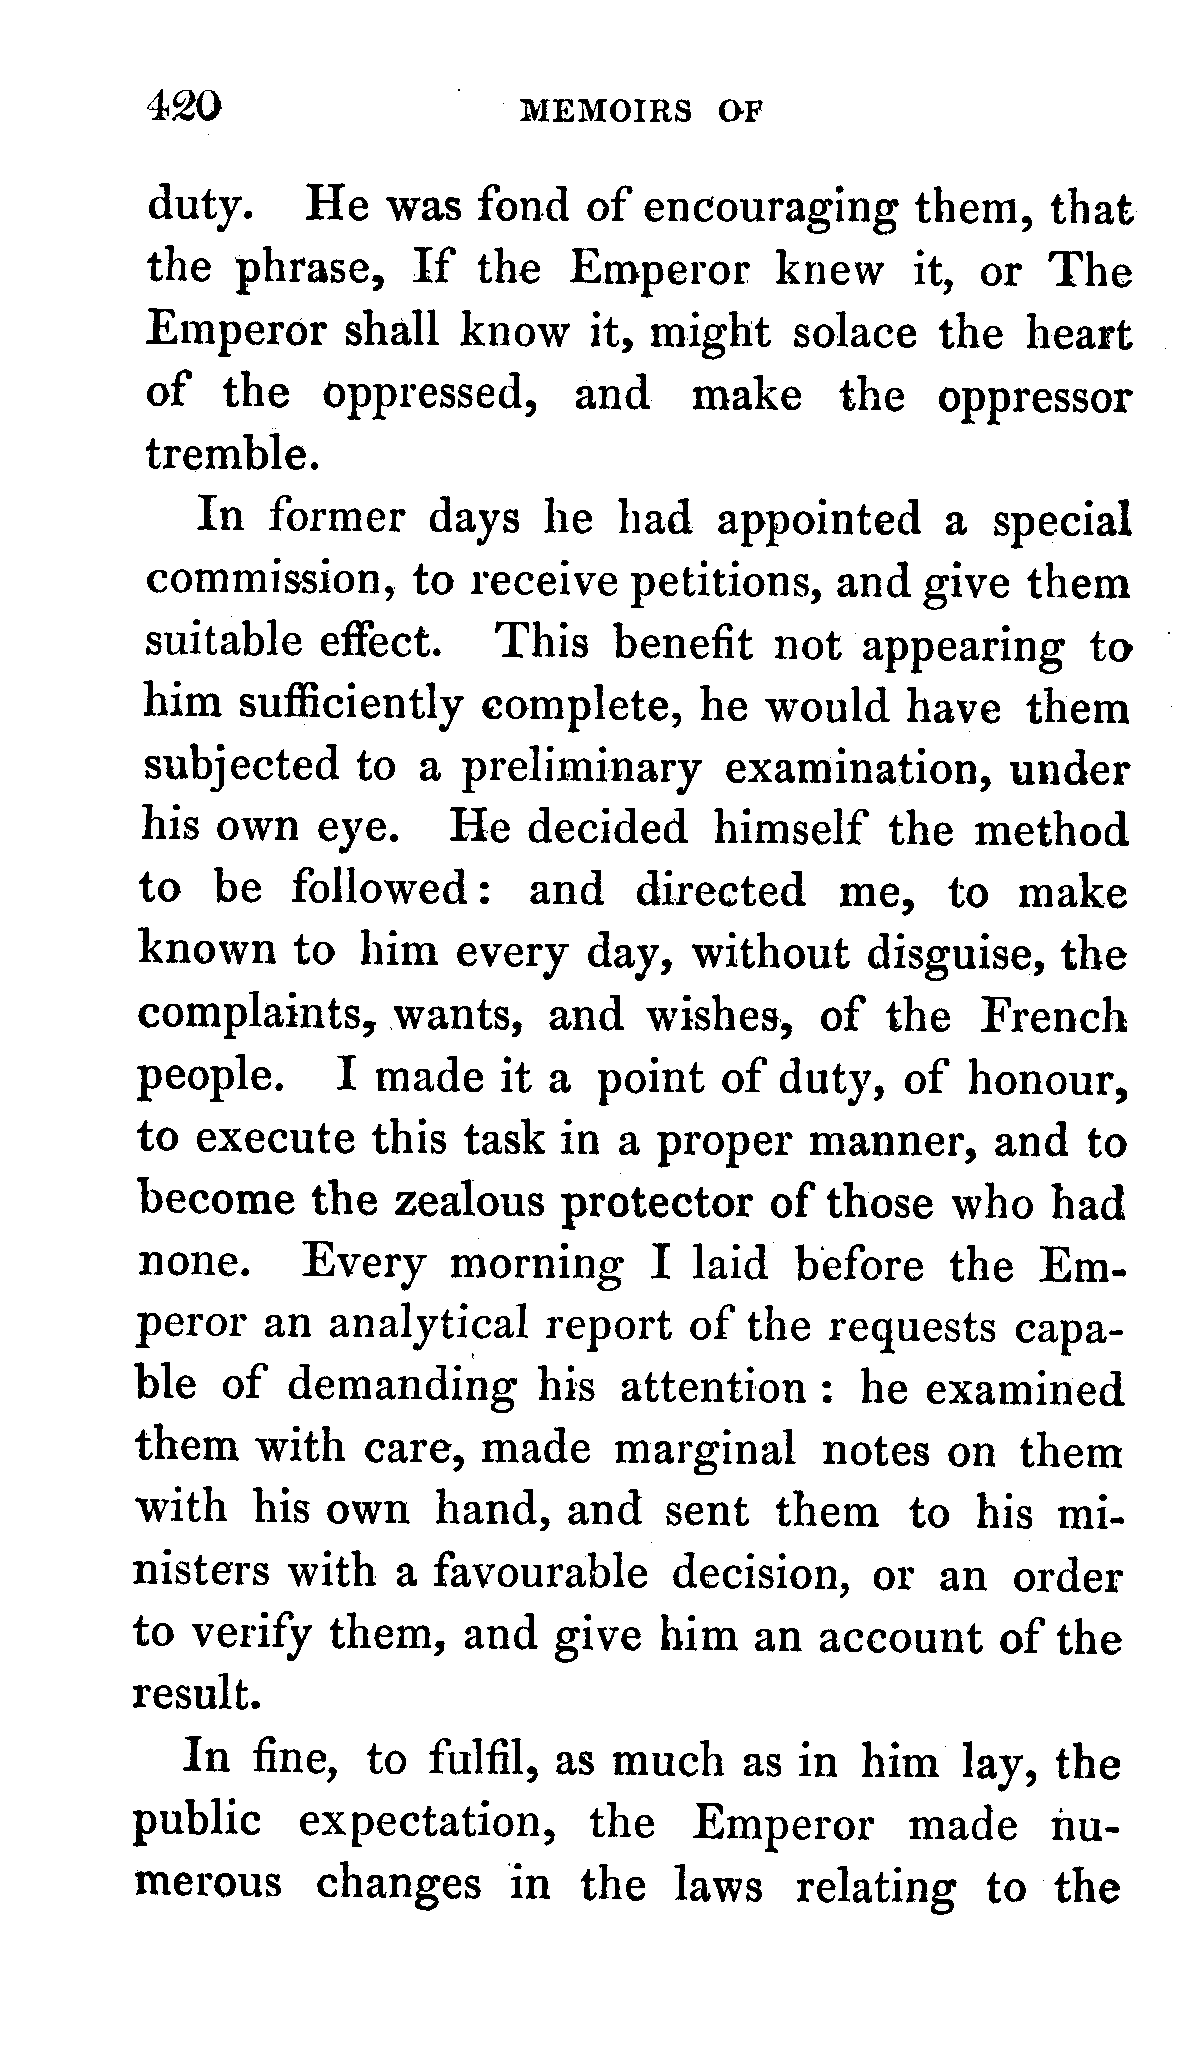 420 MEMOIRS OF
duty. He was fond of encouraging them, that
the phrase, If the Emperor knew it, or The
Emperor shall know it, might solace the heart
of the oppressed, and make the oppressor
tremble.
In former days he had appointed a special
commission, to receive petitions, and give them
suitable effect. This benefit not appearing to
him sufficiently complete, he would have them
subjected to a preliminary examination, under
his own eye. He decided himself the method
to be followed: and directed me, to make
known to him every day, without disguise, the
complaints, wants, and wishes, of the French
people. I made it a point of duty, of honour,
to execute this task in a proper manner, and to
become the zealous protector of those who had
none. Every morning I laid before the Em-
peror an analytical report of the requests capa-
ble of demanding his attention : he examined
them with care, made marginal notes on them
with his own hand, and sent them to his mi-
nisters with a favourable decision, or an order
to verify them, and give him an account of the
result.
In fine, to fulfil, as much as in him lay, the
public expectation, the Emperor made nu-
merous changes in the laws relating to the